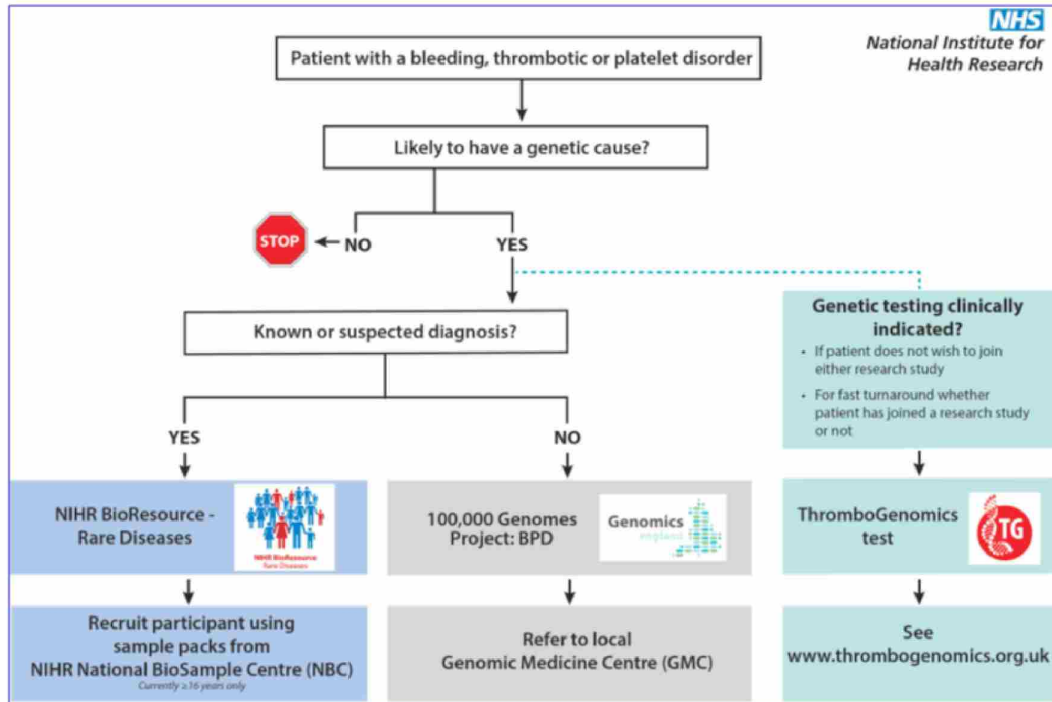 NHS
National Institute for
Health Research
Patient with a bleeding, thrombotic or platelet disorder
Likely to have a genetic cause?
STOP
NO
YES
Known or suspected diagnosis?
Genetic testing clinically
indicated?
• If patient does not wish to join
either research study
• For fast turnaround whether
patient has joined a research study
or not
YES
NO
NIHR BioResource -
Rare Diseases
NIHR BioResource
Rare Diseases
100,000 Genomes
Project: BPD
Genomics
england
ThromboGenomics
test
TG
Recruit participant using
sample packs from
NIHR National BioSample Centre (NBC)
Currently ≥16 years only
Refer to local
Genomic Medicine Centre (GMC)
See
www.thrombogenomics.org.uk